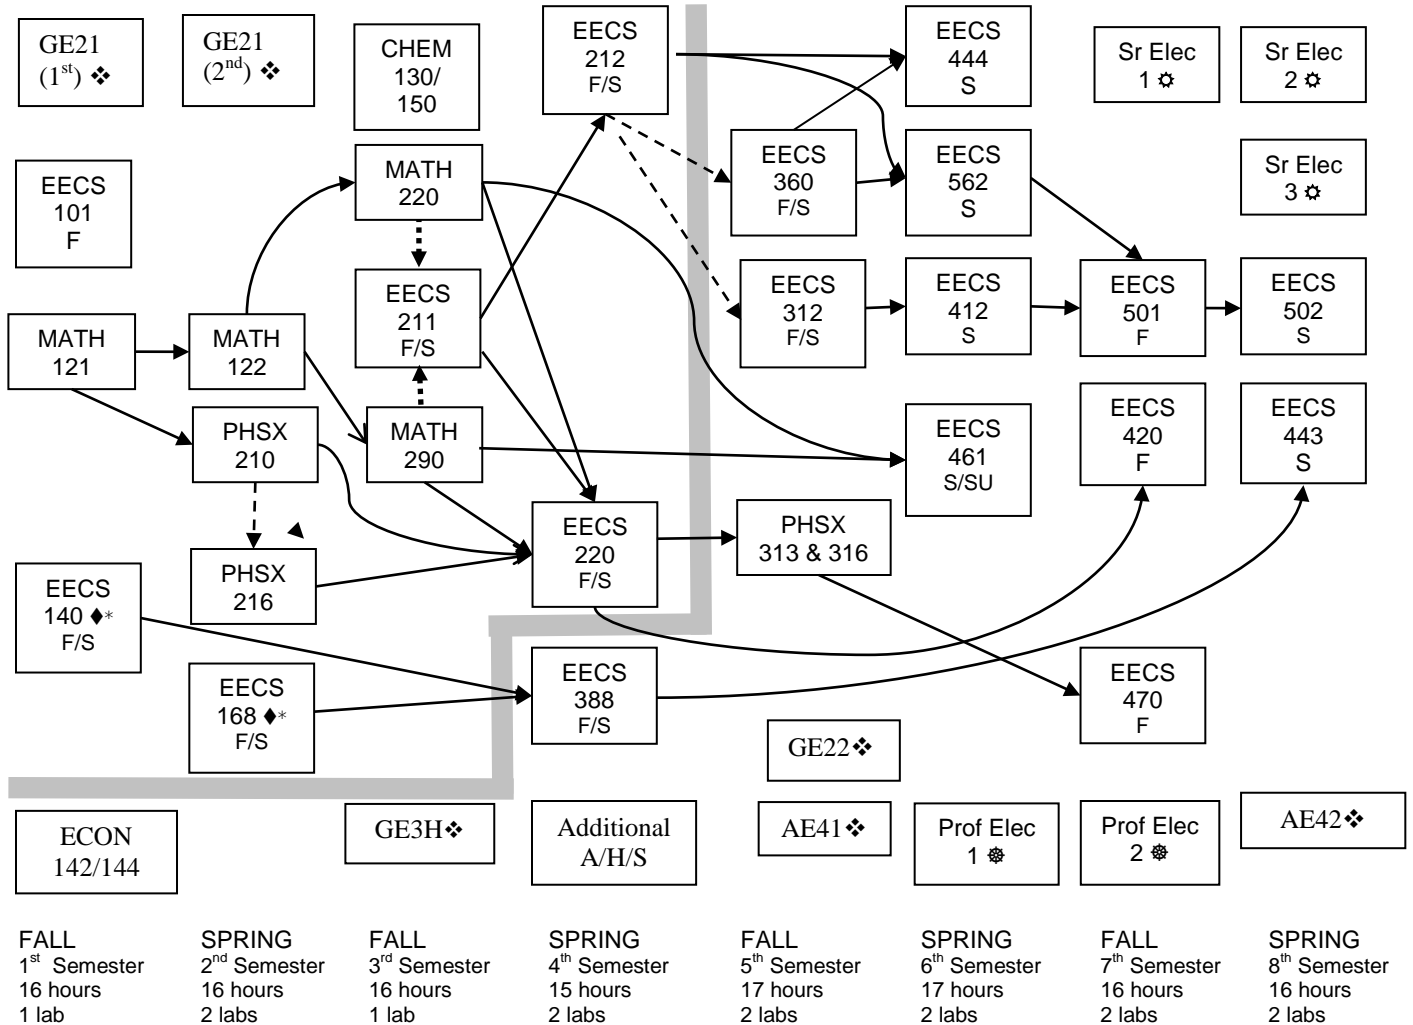 GE21
(1st) ❖
GE21
(2nd) ❖
CHEM
130/
150
EECS
212
F/S
EECS
444
S
Sr Elec
1 ☼
Sr Elec
2 ☼
EECS
101
F
MATH
220
EECS
360
F/S
EECS
562
S
Sr Elec
3 ☼
MATH
121
MATH
122
EECS
211
F/S
EECS
312
F/S
EECS
412
S
EECS
501
F
EECS
502
S
PHSX
210
MATH
290
EECS
461
S/SU
EECS
420
F
EECS
443
S
EECS
140 ♦*
F/S
PHSX
216
EECS
220
F/S
PHSX
313 & 316
EECS
168 ♦*
F/S
EECS
388
F/S
EECS
470
F
GE22❖
ECON
142/144
GE3H❖
Additional
A/H/S
AE41❖
Prof Elec
1 ☸
Prof Elec
2 ☸
AE42❖
FALL
1st Semester
16 hours
1 lab
SPRING
2nd Semester
16 hours
2 labs
FALL
3rd Semester
16 hours
1 lab
SPRING
4th Semester
15 hours
2 labs
FALL
5th Semester
17 hours
2 labs
SPRING
6th Semester
17 hours
2 labs
FALL
7th Semester
16 hours
2 labs
SPRING
8th Semester
16 hours
2 labs